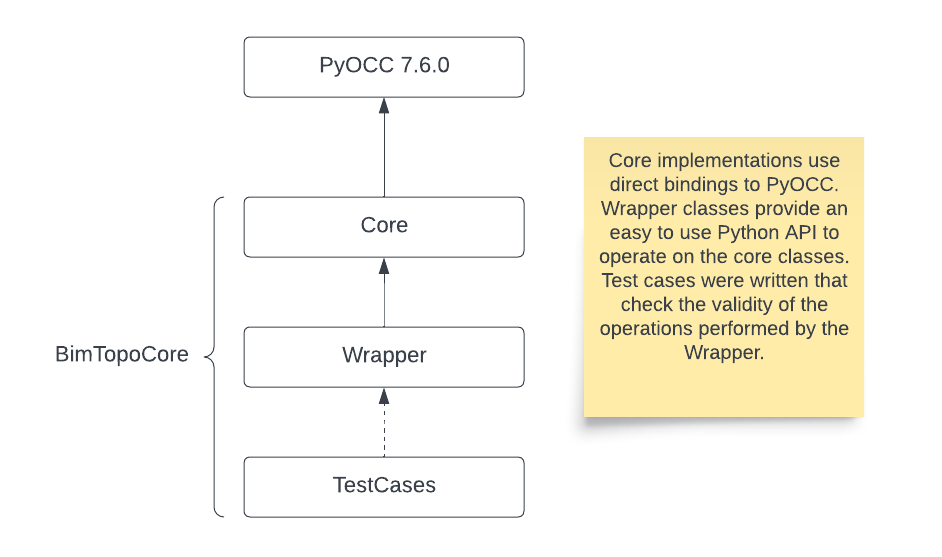 PyOCC 7.6.0
Core implementations use
direct bindings to PyOCC.
Wrapper classes provide an
easy to use Python API to
operate on the core classes.
Test cases were written that
check the validity of the
operations performed by the
Wrapper.
Core
Wrapper
BimTopoCore
TestCases